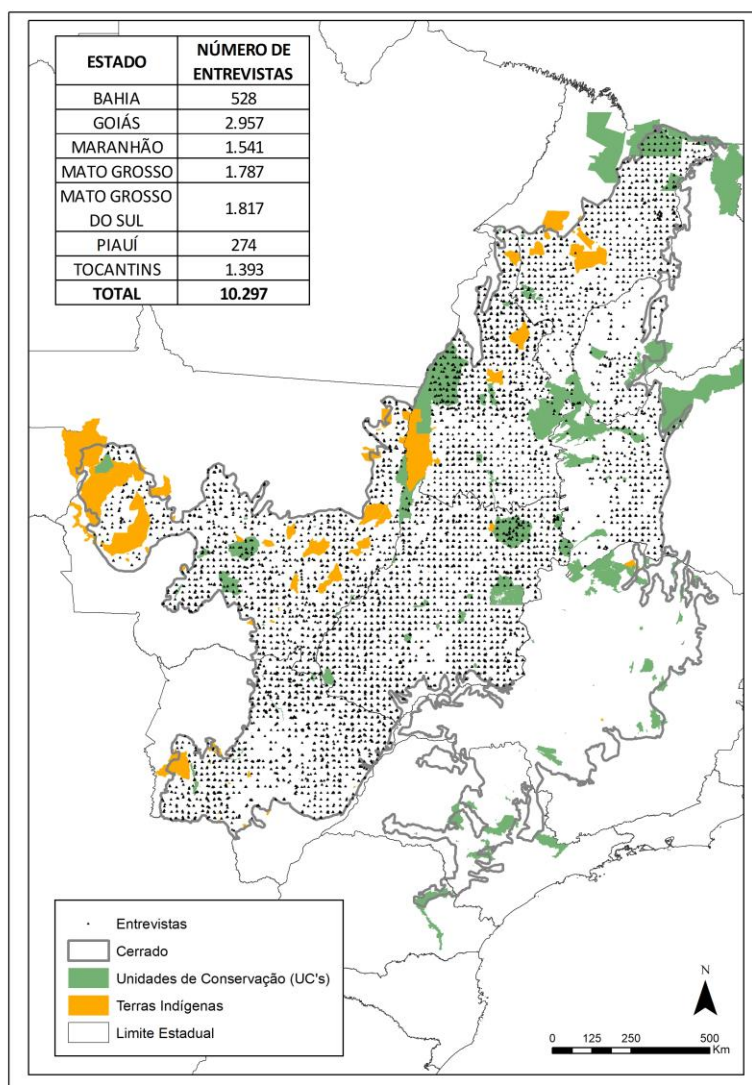 ESTADO
NÚMERO DE
ENTREVISTAS
BAHIA 528
GOIÁS 2.957
MARANHÃO 1.541
MATO GROSSO 1.787
MATO GROSSO
DO SUL 1.817
PIAUÍ 274
TOCANTINS 1.393
TOTAL 10.297
Entrevistas
Cerrado
Unidades de Conservação (UC's)
Terras Indígenas
Limite Estadual
N
0 125 250 500
Km